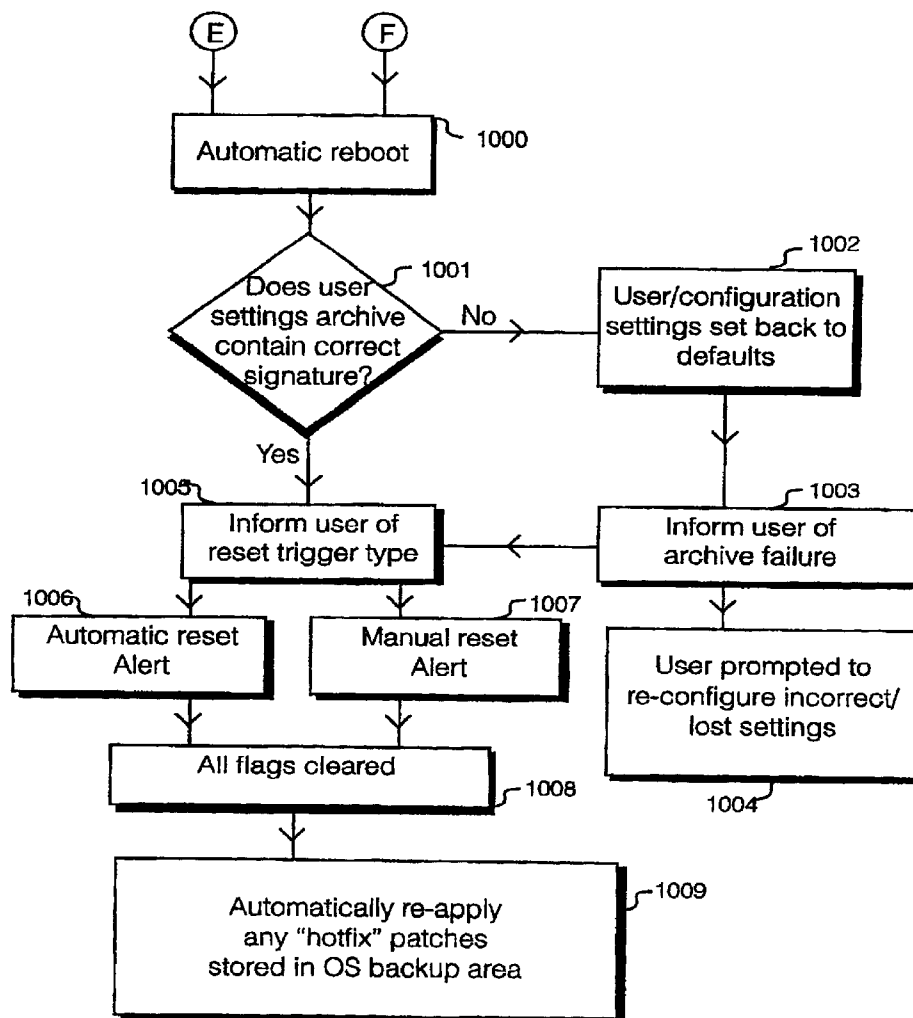 E
F
1000
Automatic reboot
1001
Does user
settings archive
contain correct
signature?
No
1002
User/configuration
settings set back to
defaults
Yes
1005
Inform user of
reset trigger type
1003
Inform user of
archive failure
1006
Automatic reset
Alert
1007
Manual reset
Alert
User prompted to
re-configure incorrect/
lost settings
1004
All flags cleared
1008
1009
Automatically re-apply
any “hotfix” patches
stored in OS backup area